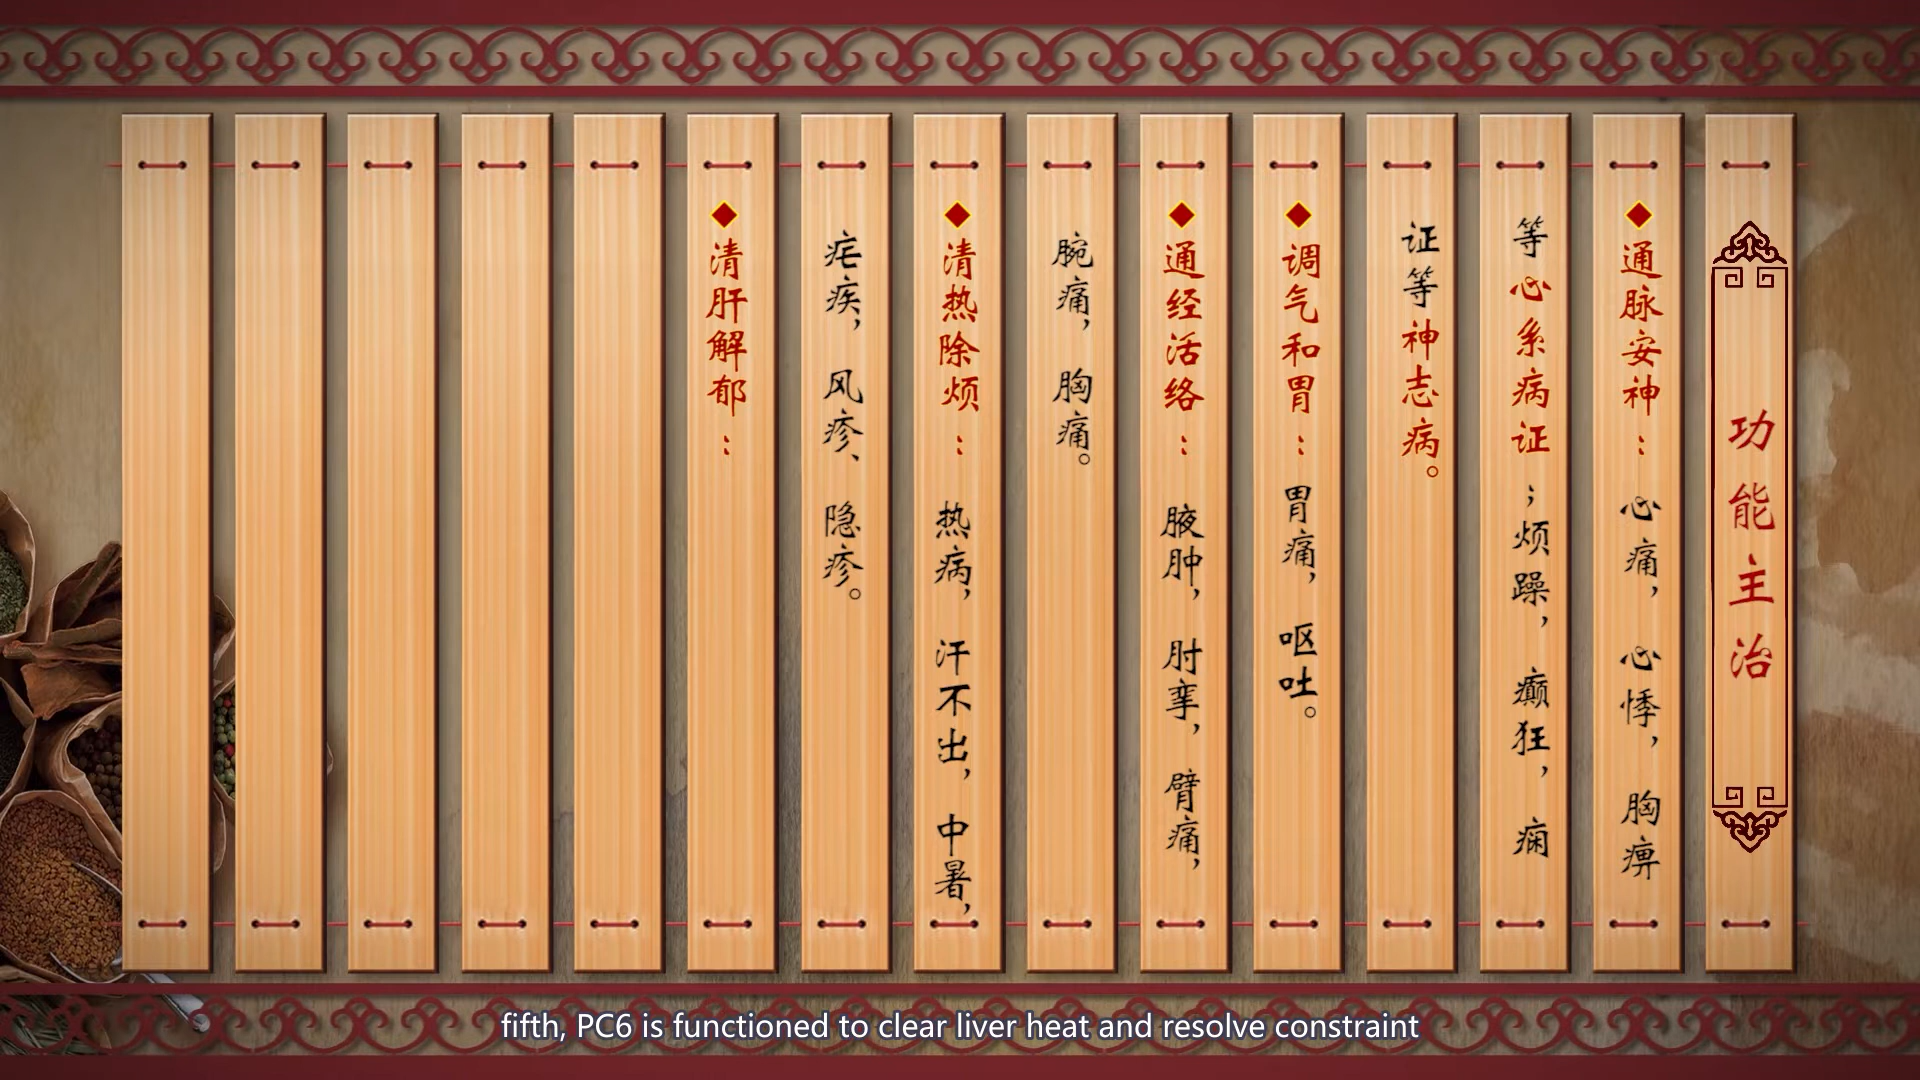 功能主治
通脉安神：心痛，心悸，胸痹
等心系病证；烦躁，癫狂，痫
证等神志病。
调气和胃：胃痛，呕吐。
通经活络：腋肿，肘挛，臂痛，
腕痛，胸痛。
清热除烦：热病，汗不出，中暑，
疟疾，风疹、隐疹。
清肝解郁：
fifth, PC6 is functioned to clear liver heat and resolve constraint